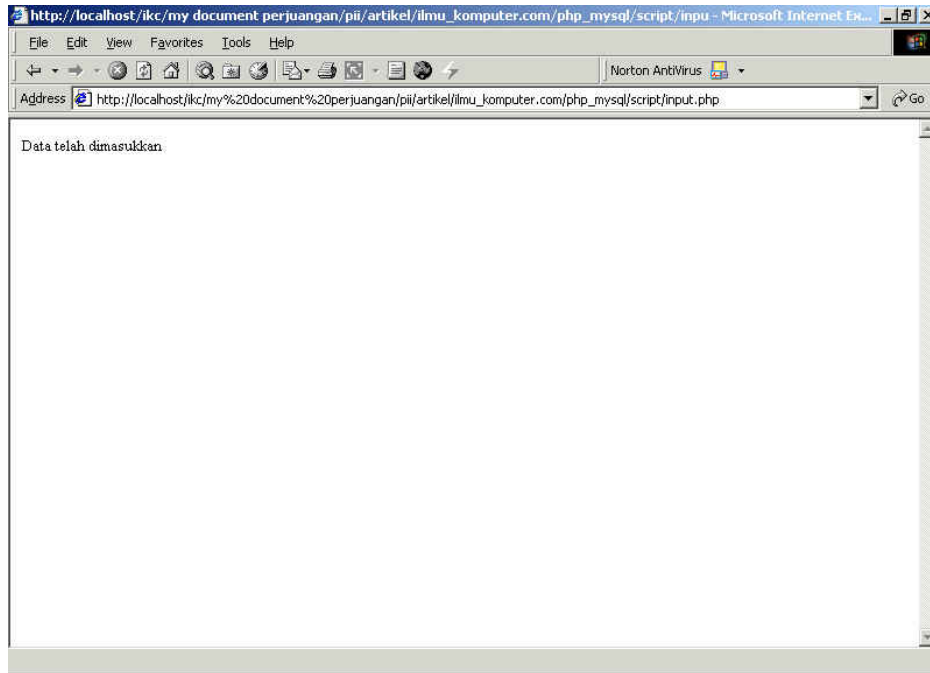 http://localhost/ikc/my document perjuangan/pii/artikel/ilmu_komputer.com/php_mysql/script/inpu - Microsoft Internet Ex...
File Edit View Favorites Tools Help
Norton AntiVirus
Address http://localhost/ikc/my%20document%20perjuangan/pii/artikel/ilmu_komputer.com/php_mysql/script/input.php Go
Data telah dimasukkan